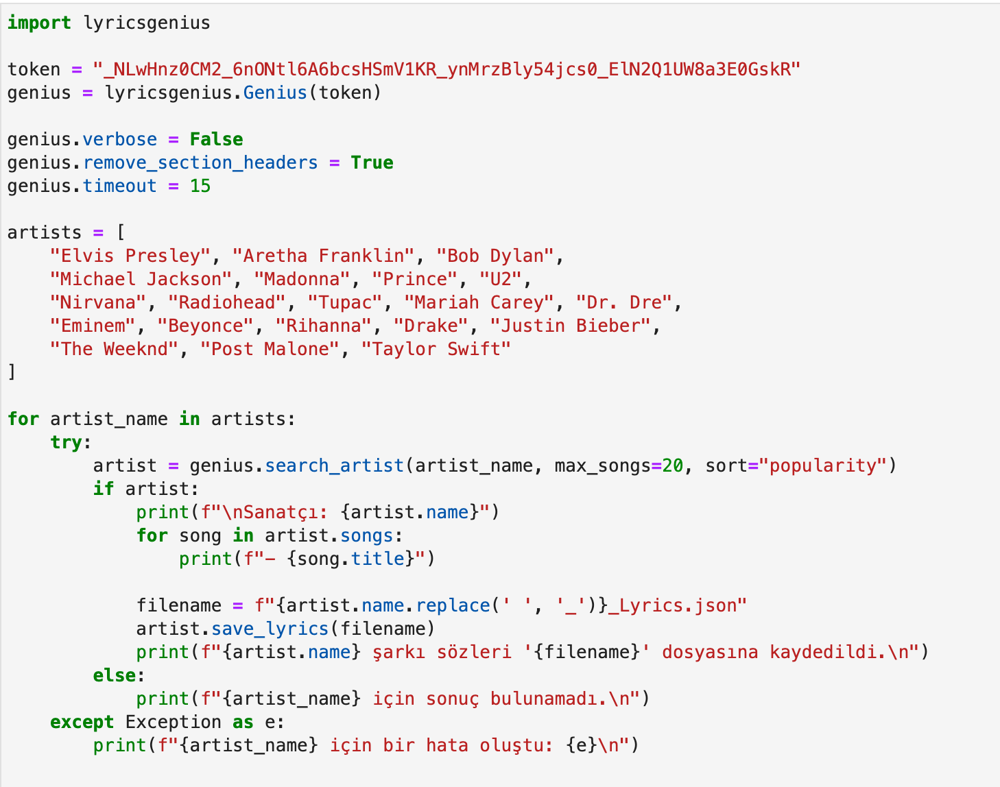 import lyricsgenius
token = "_NLwHnz0CM2_6nONtl6A6bcsHSmV1KR_ynMrzBly54jcs0_ElN2Q1UW8a3E0GskR"
genius = lyricsgenius.Genius(token)
genius.verbose = False
genius.remove_section_headers = True
genius.timeout = 15
artists = [
    "Elvis Presley", "Aretha Franklin", "Bob Dylan",
    "Michael Jackson", "Madonna", "Prince", "U2",
    "Nirvana", "Radiohead", "Tupac", "Mariah Carey", "Dr. Dre",
    "Eminem", "Beyonce", "Rihanna", "Drake", "Justin Bieber",
    "The Weeknd", "Post Malone", "Taylor Swift"
]
for artist_name in artists:
    try:
        artist = genius.search_artist(artist_name, max_songs=20, sort="popularity")
        if artist:
            print(f"\nSanatçı: {artist.name}")
            for song in artist.songs:
                print(f"- {song.title}")
            filename = f"{artist.name.replace(' ', '_')}_Lyrics.json"
            artist.save_lyrics(filename)
            print(f"{artist.name} şarkı sözleri '{filename}' dosyasına kaydedildi.\n")
        else:
            print(f"{artist_name} için sonuç bulunamadı.\n")
    except Exception as e:
        print(f"{artist_name} için bir hata oluştu: {e}\n")